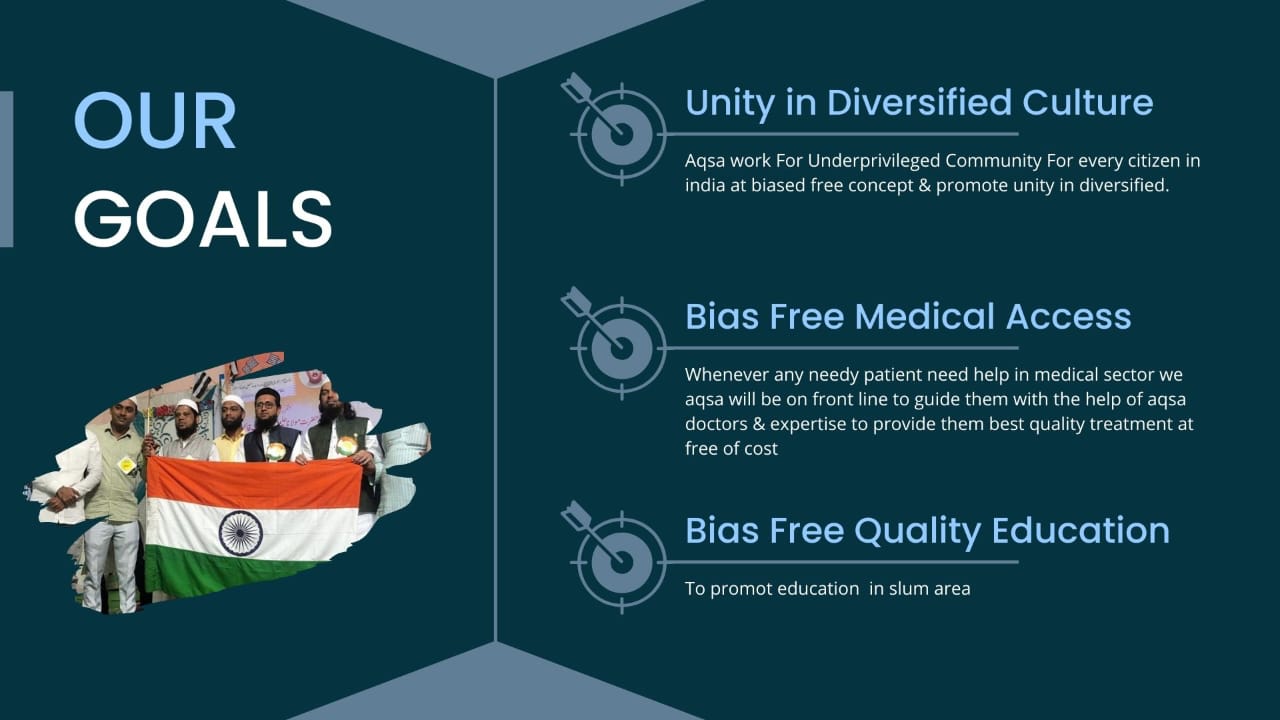 OUR
GOALS
Unity in Diversified Culture
Aqsa work For Underprivileged Community For every citizen in
india at biased free concept & promote unity in diversified.
Bias Free Medical Access
Whenever any needy patient need help in medical sector we
aqsa will be on front line to guide them with the help of aqsa
doctors & expertise to provide them best quality treatment at
free of cost
Bias Free Quality Education
To promot education  in slum area